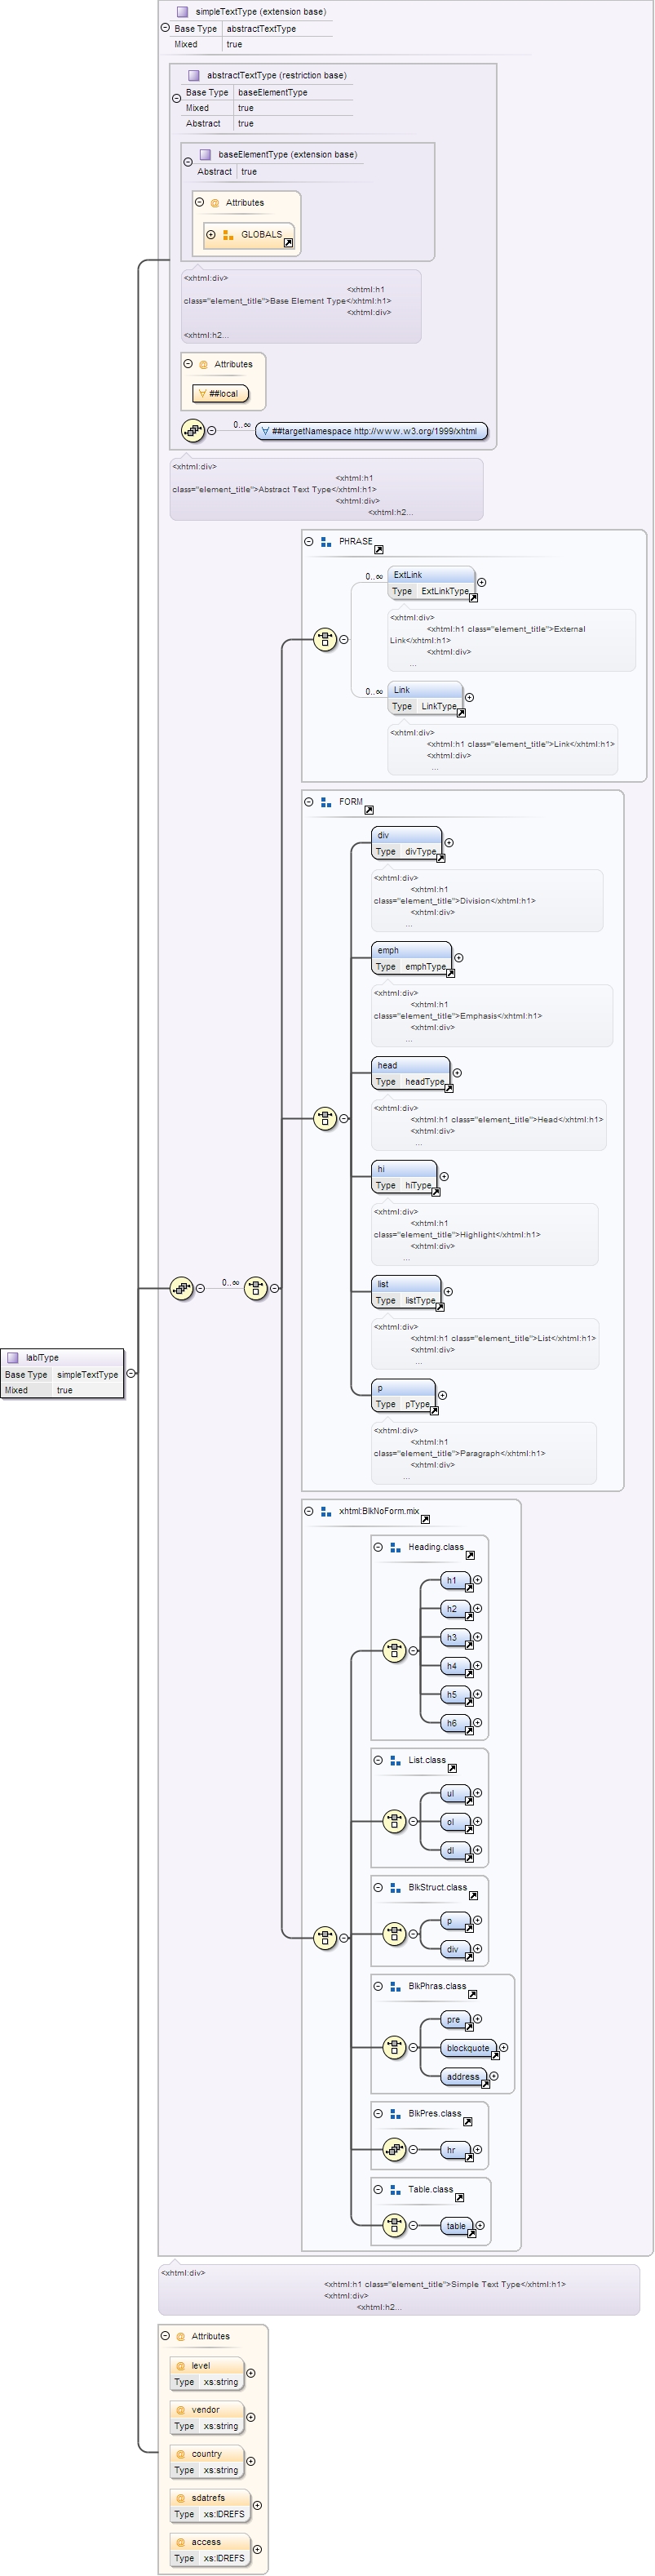 simpleTextType (extension base)
Base Type abstractTextType
Mixed true
abstractTextType (restriction base)
Base Type baseElementType
Mixed true
Abstract true
baseElementType (extension base)
Abstract true
@ Attributes
GLOBALS
<xhtml:div>
<xhtml:h1
class="element_title">Base Element Type</xhtml:h1>
<xhtml:div>
<xhtml:h2...
@ Attributes
∀ ##local
0..∞
∀ ##targetNamespace http://www.w3.org/1999/xhtml
<xhtml:div>
<xhtml:h1
class="element_title">Abstract Text Type</xhtml:h1>
<xhtml:div>
<xhtml:h2...
PHRASE
0..∞
ExtLink
Type ExtLinkType
<xhtml:div>
<xhtml:h1 class="element_title">External
Link</xhtml:h1>
<xhtml:div>
...
0..∞
Link
Type LinkType
<xhtml:div>
<xhtml:h1 class="element_title">Link</xhtml:h1>
<xhtml:div>
...
FORM
div
Type divType
<xhtml:div>
<xhtml:h1
class="element_title">Division</xhtml:h1>
<xhtml:div>
...
emph
Type emphType
<xhtml:div>
<xhtml:h1
class="element_title">Emphasis</xhtml:h1>
<xhtml:div>
...
head
Type headType
<xhtml:div>
<xhtml:h1 class="element_title">Head</xhtml:h1>
<xhtml:div>
...
hi
Type hiType
<xhtml:div>
<xhtml:h1
class="element_title">Highlight</xhtml:h1>
<xhtml:div>
...
list
Type listType
<xhtml:div>
<xhtml:h1 class="element_title">List</xhtml:h1>
<xhtml:div>
...
p
Type pType
<xhtml:div>
<xhtml:h1
class="element_title">Paragraph</xhtml:h1>
<xhtml:div>
...
0..∞
lablType
Base Type simpleTextType
Mixed true
xhtml:BlkNoForm.mix
Heading.class
h1
h2
h3
h4
h5
h6
List.class
ul
ol
dl
BlkStruct.class
p
div
BlkPhras.class
pre
blockquote
address
BlkPres.class
hr
Table.class
table
<xhtml:div>
<xhtml:h1 class="element_title">Simple Text Type</xhtml:h1>
<xhtml:div>
<xhtml:h2...
@ Attributes
@ level
Type xs:string
@ vendor
Type xs:string
@ country
Type xs:string
@ sdatrefs
Type xs:IDREFS
@ access
Type xs:IDREFS